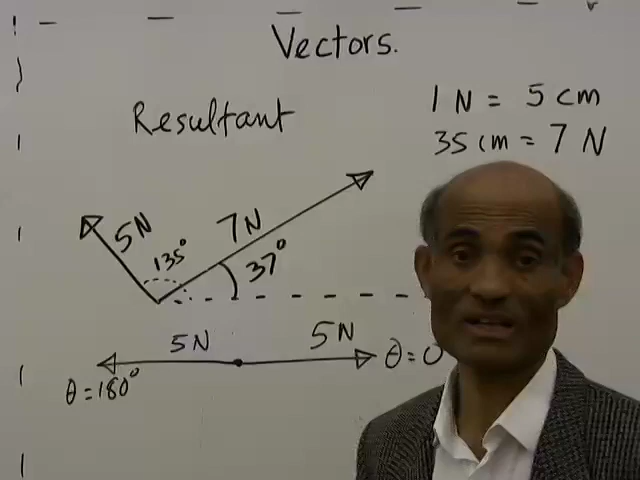 Vectors.
1 N = 5 cm
35 cm = 7 N
Resultant
5N
135°
7N
37°
5N
5N
θ = 180°
θ = 0